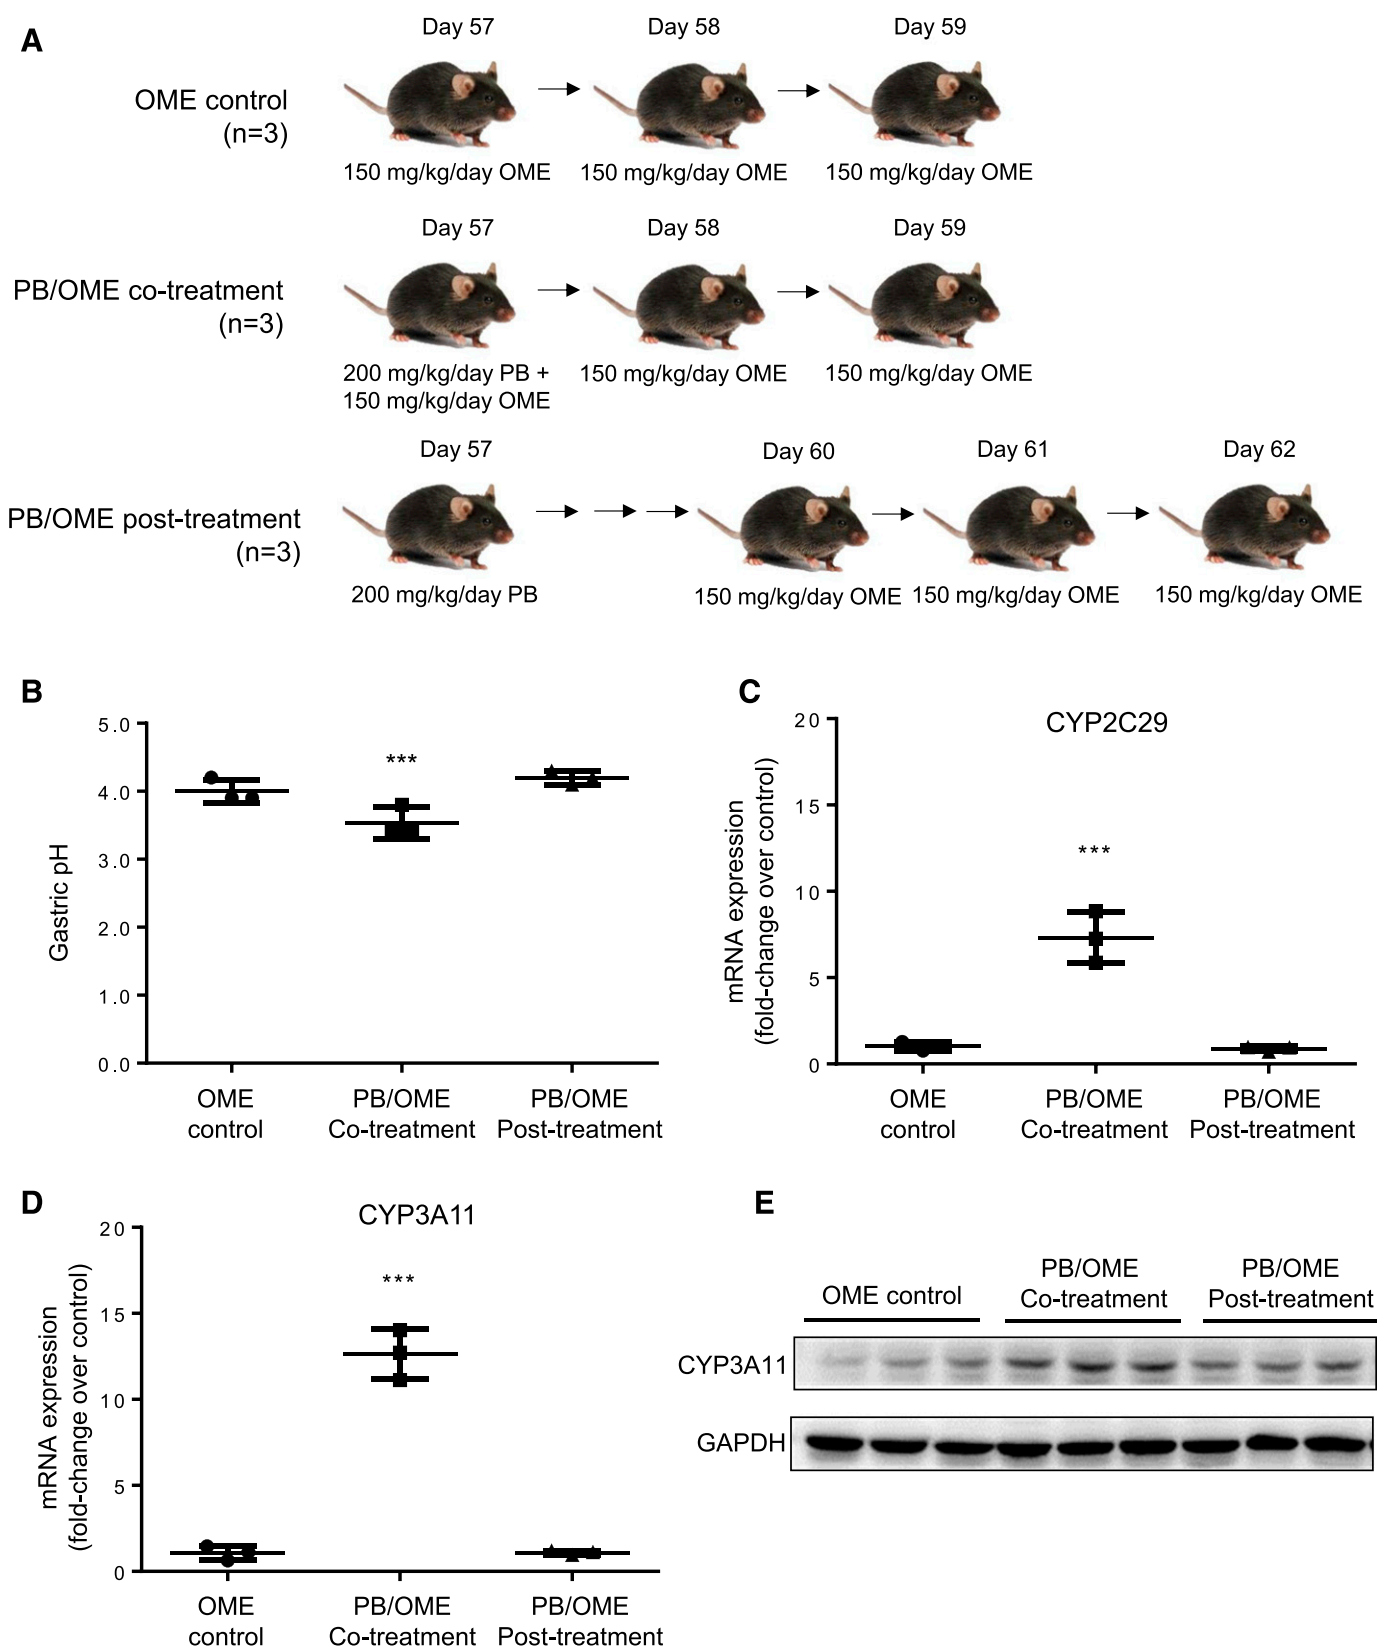 A
Day 57
Day 58
Day 59
OME control
(n=3)
150 mg/kg/day OME
150 mg/kg/day OME
150 mg/kg/day OME
Day 57
Day 58
Day 59
PB/OME co-treatment
(n=3)
200 mg/kg/day PB +
150 mg/kg/day OME
150 mg/kg/day OME
150 mg/kg/day OME
Day 57
Day 60
Day 61
Day 62
PB/OME post-treatment
(n=3)
200 mg/kg/day PB
150 mg/kg/day OME
150 mg/kg/day OME
150 mg/kg/day OME
B
5.0
4.0
3.0
2.0
1.0
0.0
Gastric pH
***
OME
control
PB/OME
Co-treatment
PB/OME
Post-treatment
C
CYP2C29
20
15
10
5
0
mRNA expression
(fold-change over control)
***
OME
control
PB/OME
Co-treatment
PB/OME
Post-treatment
D
CYP3A11
20
15
10
5
0
mRNA expression
(fold-change over control)
***
OME
control
PB/OME
Co-treatment
PB/OME
Post-treatment
E
OME control
PB/OME
Co-treatment
PB/OME
Post-treatment
CYP3A11
GAPDH